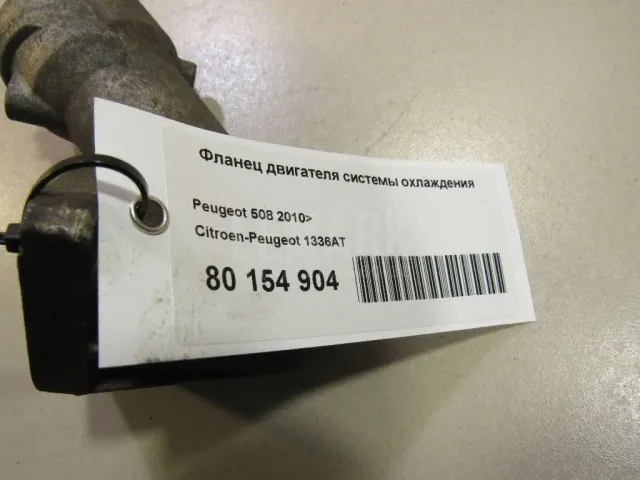 Фланец двигателя системы охлаждения
Peugeot 508 2010>
Citroen-Peugeot 1336AT
80 154 904